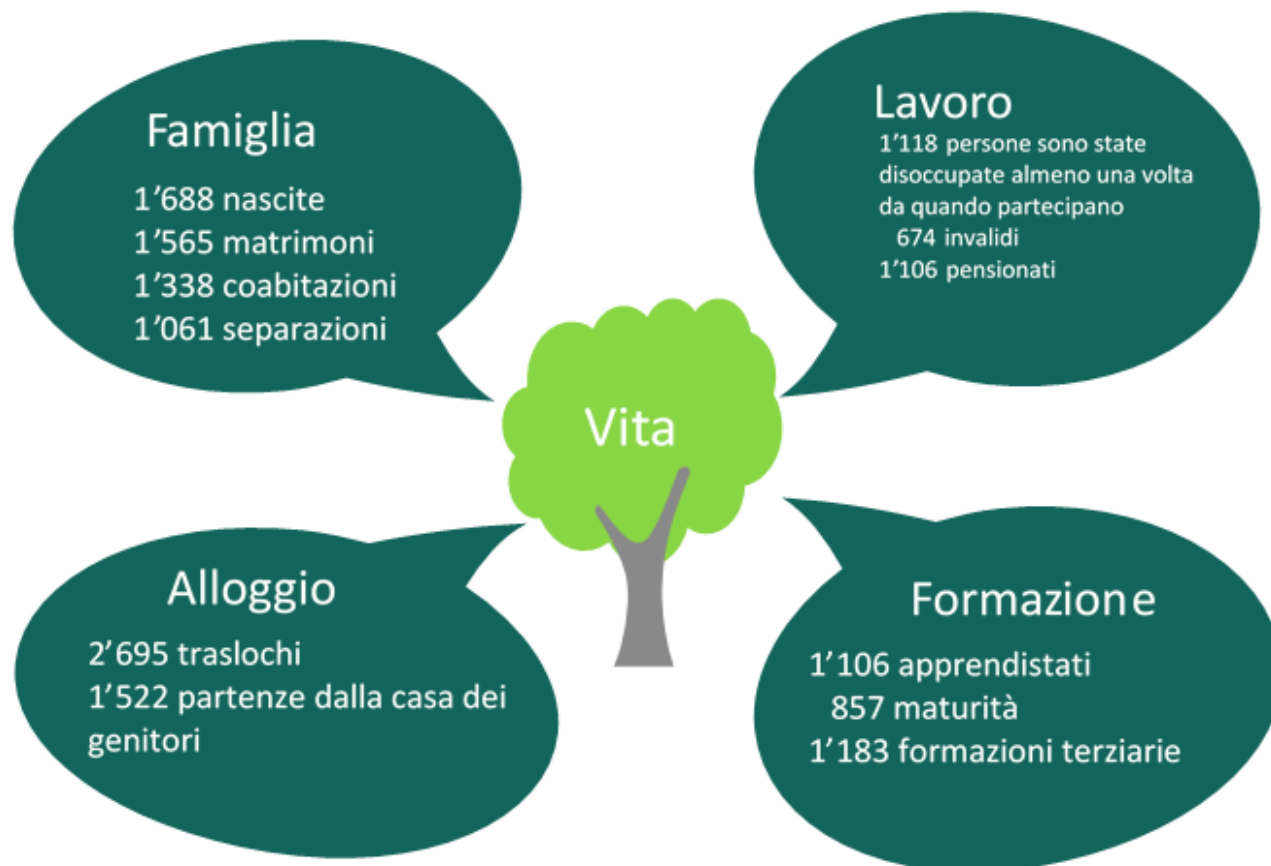 Famiglia
1’688 nascite
1’565 matrimoni
1’338 coabitazioni
1’061 separazioni
Lavoro
1’118 persone sono state
disoccupate almeno una volta
da quando partecipano
674 invalidi
1’106 pensionati
Vita
Alloggio
2’695 traslochi
1’522 partenze dalla casa dei
genitori
Formazione
1’106 apprendistati
857 maturità
1’183 formazioni terziarie